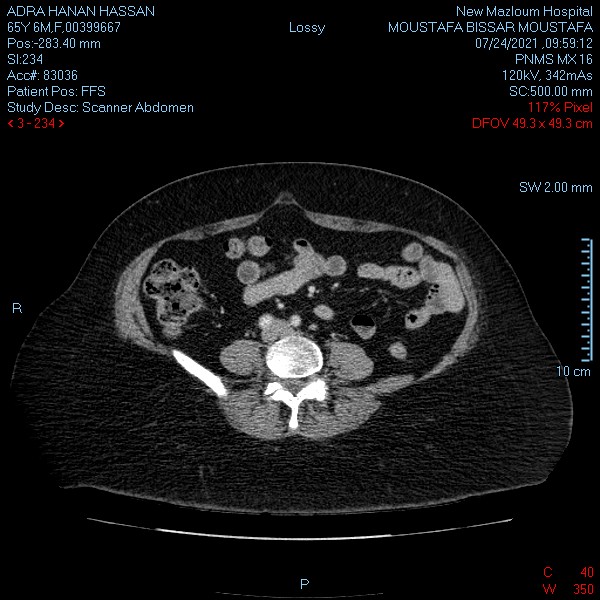 ADRA HANAN HASSAN
65Y 6M,F,00399667
Pos:-283.40 mm
SI:234
Acc#: 83036
Patient Pos: FFS
Study Desc: Scanner Abdomen
< 3 - 234 >
Lossy
New Mazloum Hospital
MOUSTAFA BISSAR MOUSTAFA
07/24/2021 ,09:59:12
PNMS MX 16
120kV, 342mAs
SC:500.00 mm
117% Pixel
DFOV 49.3 x 49.3 cm
SW 2.00 mm
R
10 cm
P
C 40
W 350